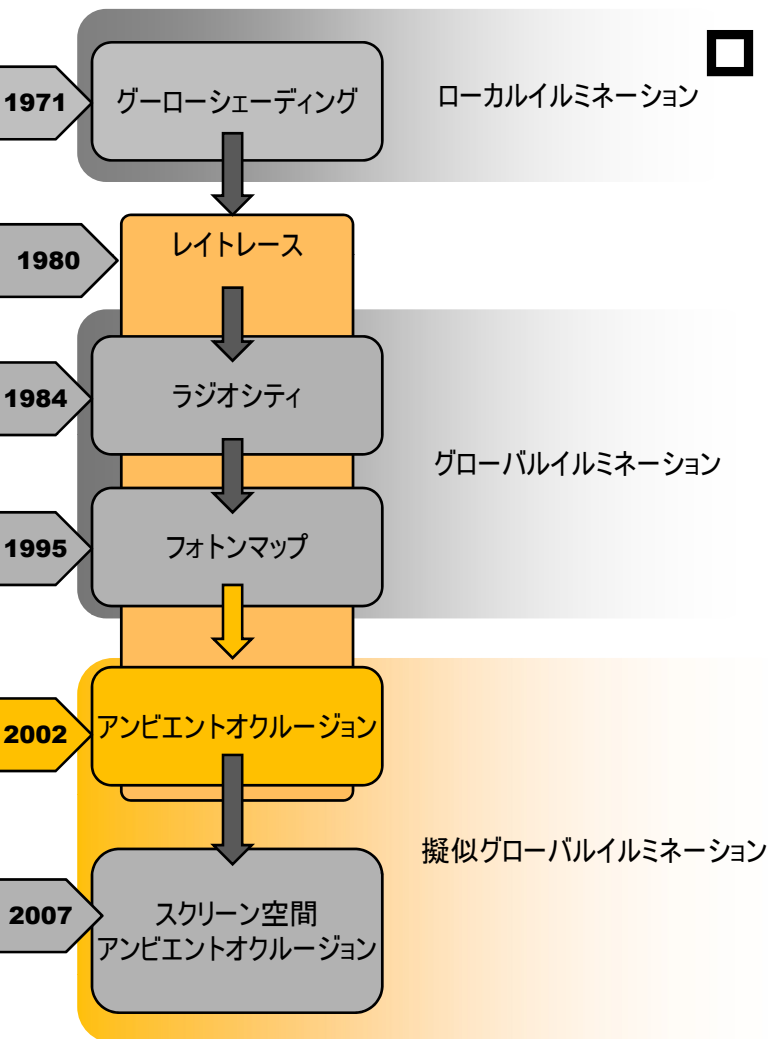 1971
グーローシェーディング
ローカルイルミネーション
1980
レイトレース
1984
ラジオシティ
グローバルイルミネーション
1995
フォトンマップ
2002
アンビエントオクルージョン
擬似グローバルイルミネーション
2007
スクリーン空間
アンビエントオクルージョン